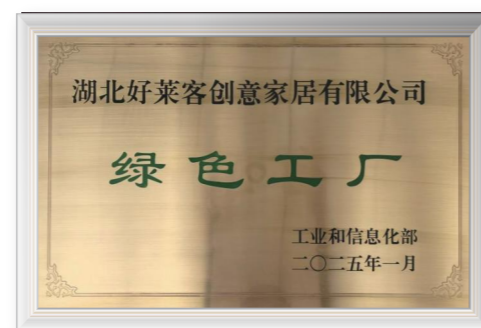 湖北好莱客创意家居有限公司
绿色工厂
工业和信息化部
二〇二五年一月